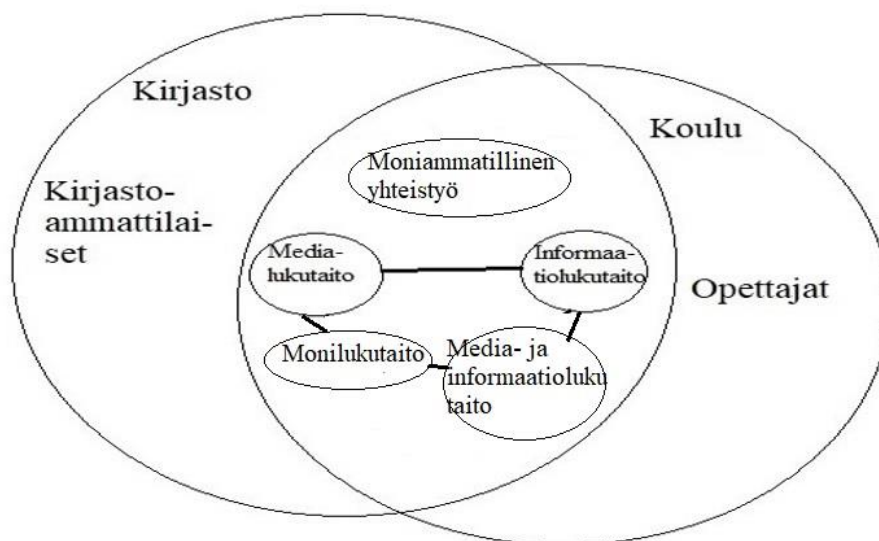 Kirjasto
Kirjasto-
ammattilai-
set
Moniammatillinen
yhteistyö
Media-
lukutaito
Informaa-
tiolukutaito
Monilukutaito
Media- ja
informaatioluku
taito
Koulu
Opettajat